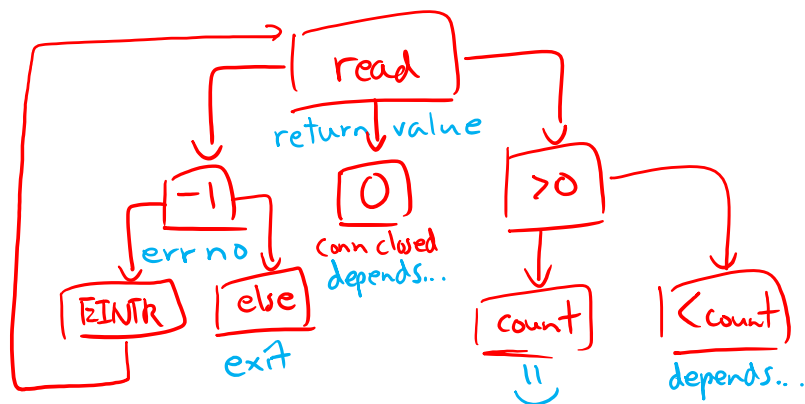 read
return value
-1
0
>0
errno
conn closed
depends...
EINTR
else
exit
count
<count
depends...